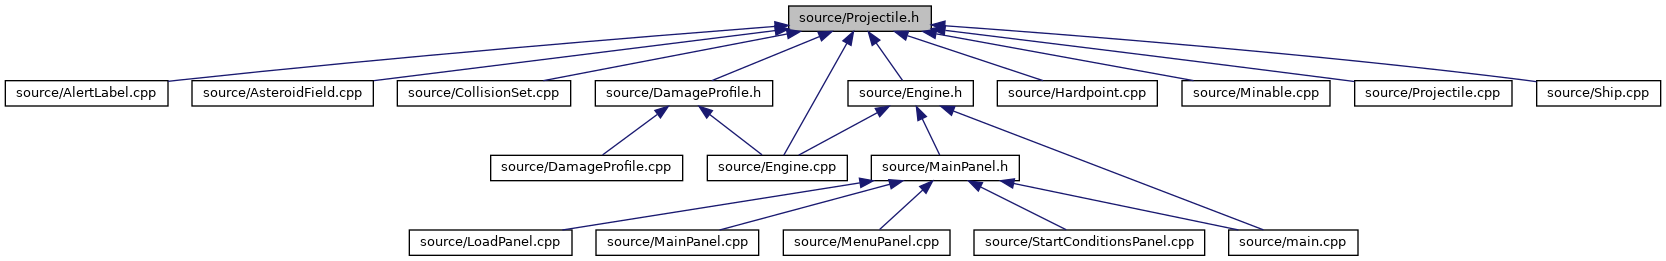 source/Projectile.h
source/AlertLabel.cpp
source/AsteroidField.cpp
source/CollisionSet.cpp
source/DamageProfile.h
source/Engine.h
source/Hardpoint.cpp
source/Minable.cpp
source/Projectile.cpp
source/Ship.cpp
source/DamageProfile.cpp
source/Engine.cpp
source/MainPanel.h
source/LoadPanel.cpp
source/MainPanel.cpp
source/MenuPanel.cpp
source/StartConditionsPanel.cpp
source/main.cpp